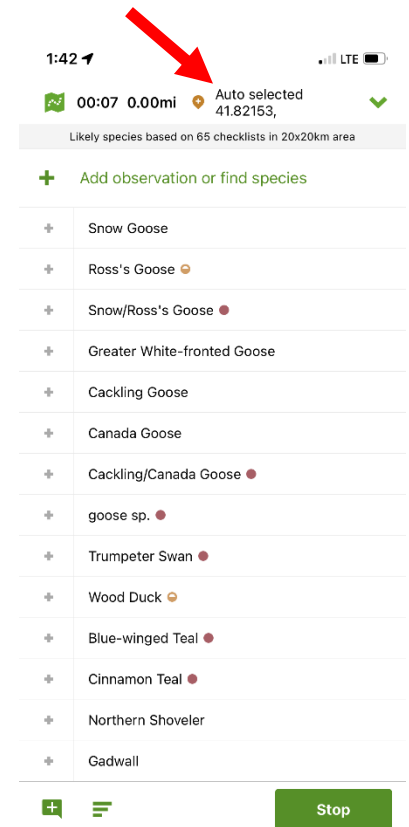 1:42 LTE
00:07 0.00mi Auto selected
41.82153,
Likely species based on 65 checklists in 20x20km area
Add observation or find species
Snow Goose
Ross's Goose
Snow/Ross's Goose
Greater White-fronted Goose
Cackling Goose
Canada Goose
Cackling/Canada Goose
goose sp.
Trumpeter Swan
Wood Duck
Blue-winged Teal
Cinnamon Teal
Northern Shoveler
Gadwall
Stop